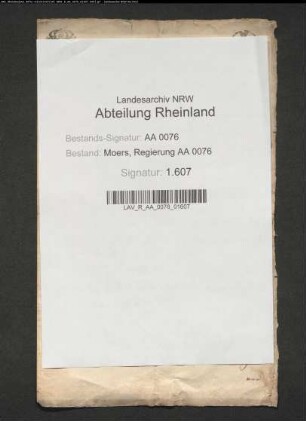 Landesarchiv NRW
Abteilung Rheinland
Bestands-Signatur: AA 0076
Bestand: Moers, Regierung AA 0076
Signatur: 1.607
LAV_R_AA_0076_01607